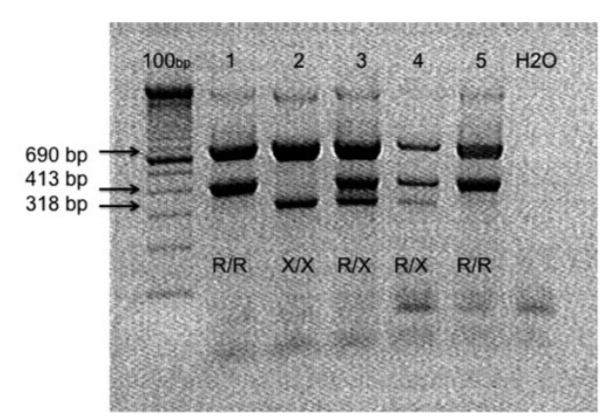 100bp 1 2 3 4 5 H2O
690 bp
413 bp
318 bp
R/R X/X R/X R/X R/R